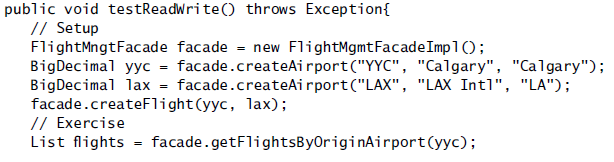 public void testReadWrite() throws Exception{
// Setup
FlightMngtFacade facade = new FlightMgmtFacadeImpl();
BigDecimal yyc = facade.createAirport("YYC", "Calgary", "Calgary");
BigDecimal lax = facade.createAirport("LAX", "LAX Intl", "LA");
facade.createFlight(yyc, lax);
// Exercise
List flights = facade.getFlightsByOriginAirport(yyc);